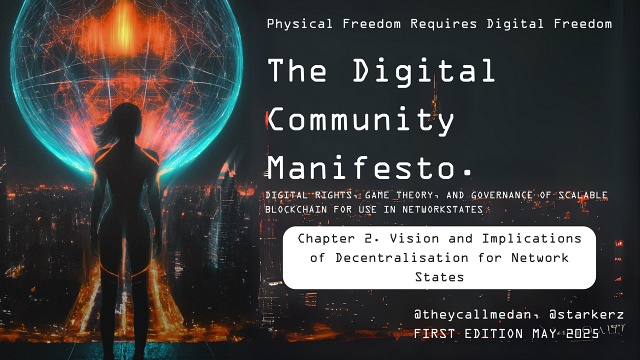 Physical Freedom Requires Digital Freedom
The Digital
Community
Manifesto.
DIGITAL RIGHTS, GAME THEORY, AND GOVERNANCE OF SCALABLE
BLOCKCHAIN FOR USE IN NETWORKSTATES
Chapter 2. Vision and Implications
of Decentralisation for Network
States
@theycallmedan, @starkerz
FIRST EDITION MAY 2025